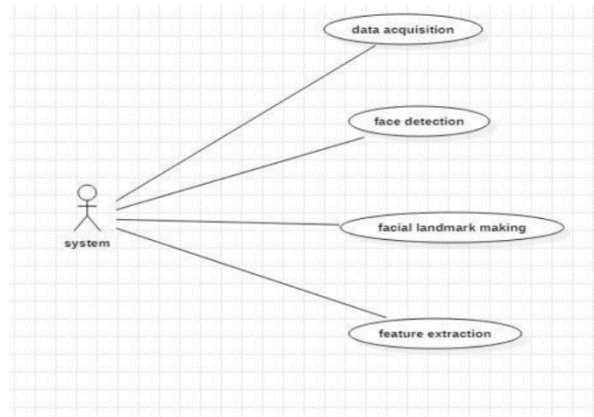 data acquisition
face detection
system
facial landmark making
feature extraction